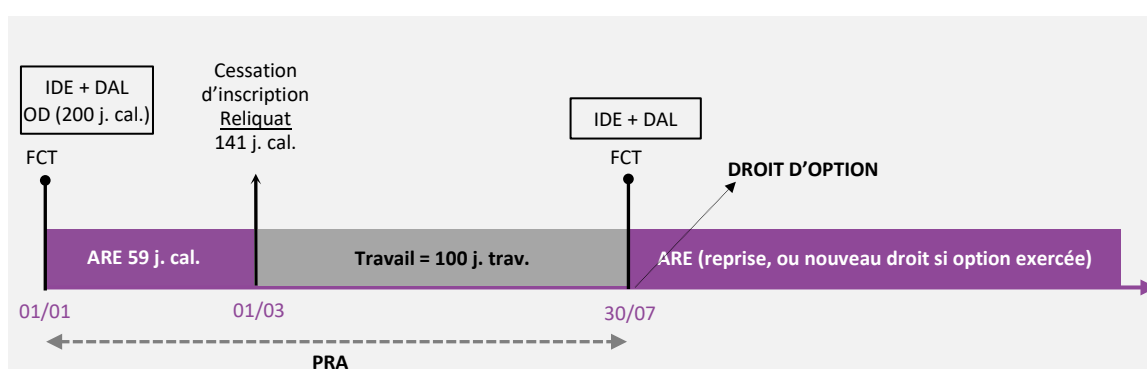 IDE + DAL
OD (200 j. cal.)
FCT
Cessation
d’inscription
Reliquat
141 j. cal.
IDE + DAL
FCT
DROIT D’OPTION
ARE 59 j. cal.
Travail = 100 j. trav.
ARE (reprise, ou nouveau droit si option exercée)
01/01
01/03
30/07
PRA